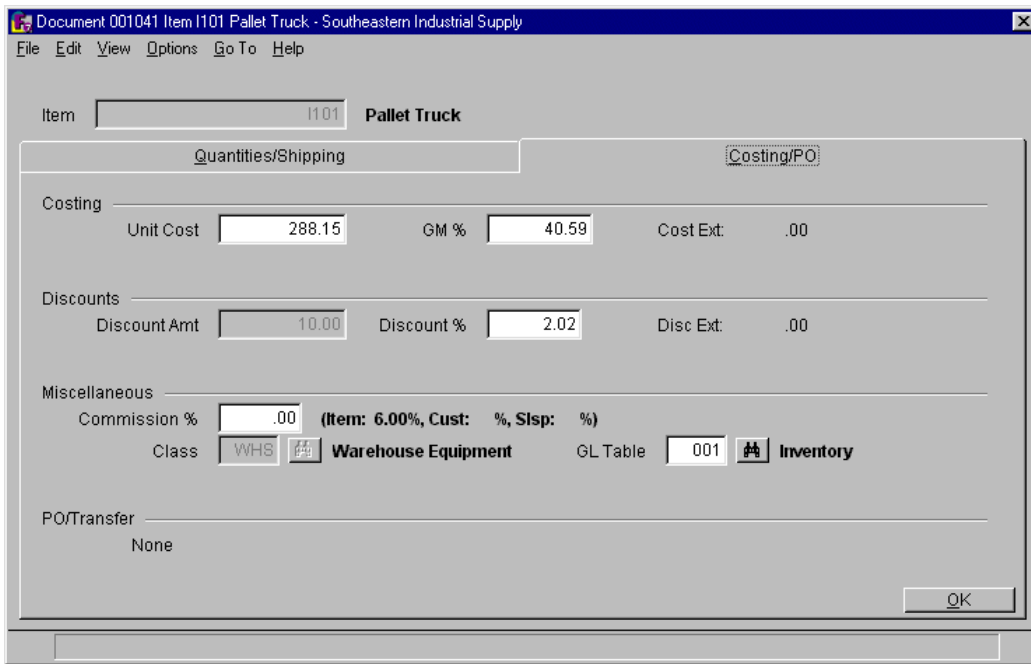 Document 001041 Item I101 Pallet Truck - Southeastern Industrial Supply
File Edit View Options Go To Help
Item I101 Pallet Truck
Quantities/Shipping Costing/PO
Costing
Unit Cost 288.15 GM % 40.59 Cost Ext: .00
Discounts
Discount Amt 10.00 Discount % 2.02 Disc Ext: .00
Miscellaneous
Commission % .00 (Item: 6.00%, Cust: %, Slsp: %)
Class WHS Warehouse Equipment GL Table 001 Inventory
PO/Transfer
None
OK